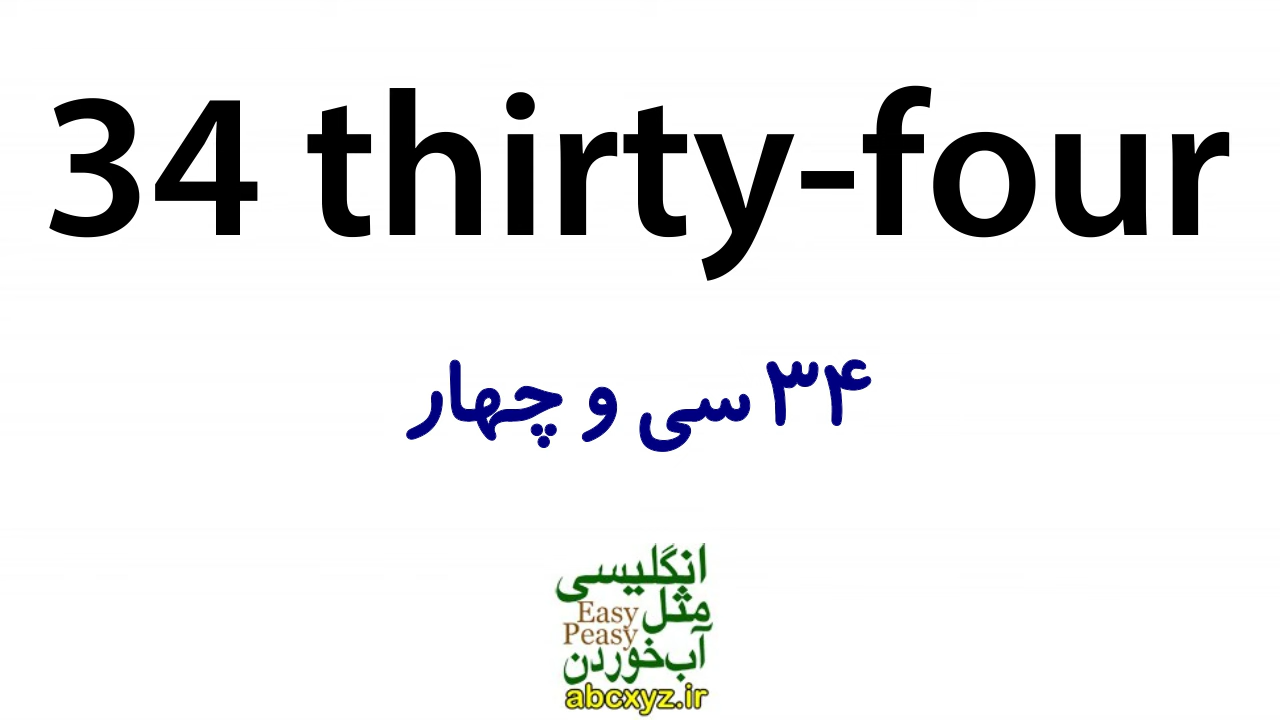 34 thirty-four
۳۴ سی و چهار
انگلیسی
مثل
Easy
Peasy
آب‌خوردن
abcxyz.ir